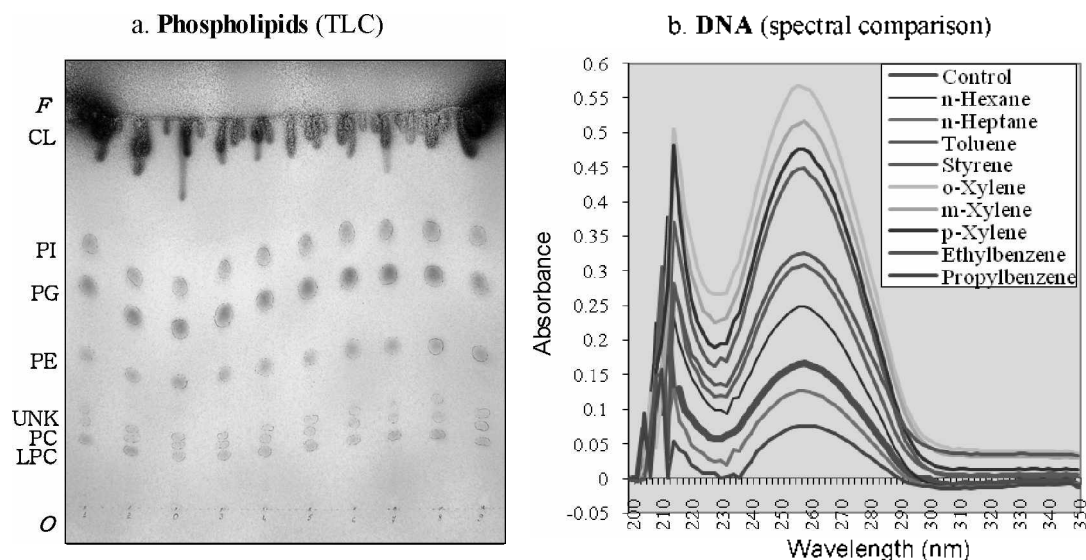 a. Phospholipids (TLC)
F
CL
PI
PG
PE
UNK
PC
LPC
O
b. DNA (spectral comparison)
Absorbance
0.6
0.55
0.5
0.45
0.4
0.35
0.3
0.25
0.2
0.15
0.1
0.05
0
-0.05
Control
n-Hexane
n-Heptane
Toluene
Styrene
o-Xylene
m-Xylene
p-Xylene
Ethylbenzene
Propylbenzene
200 210 220 230 240 250 260 270 280 290 300 310 320 330 340 350
Wavelength (nm)